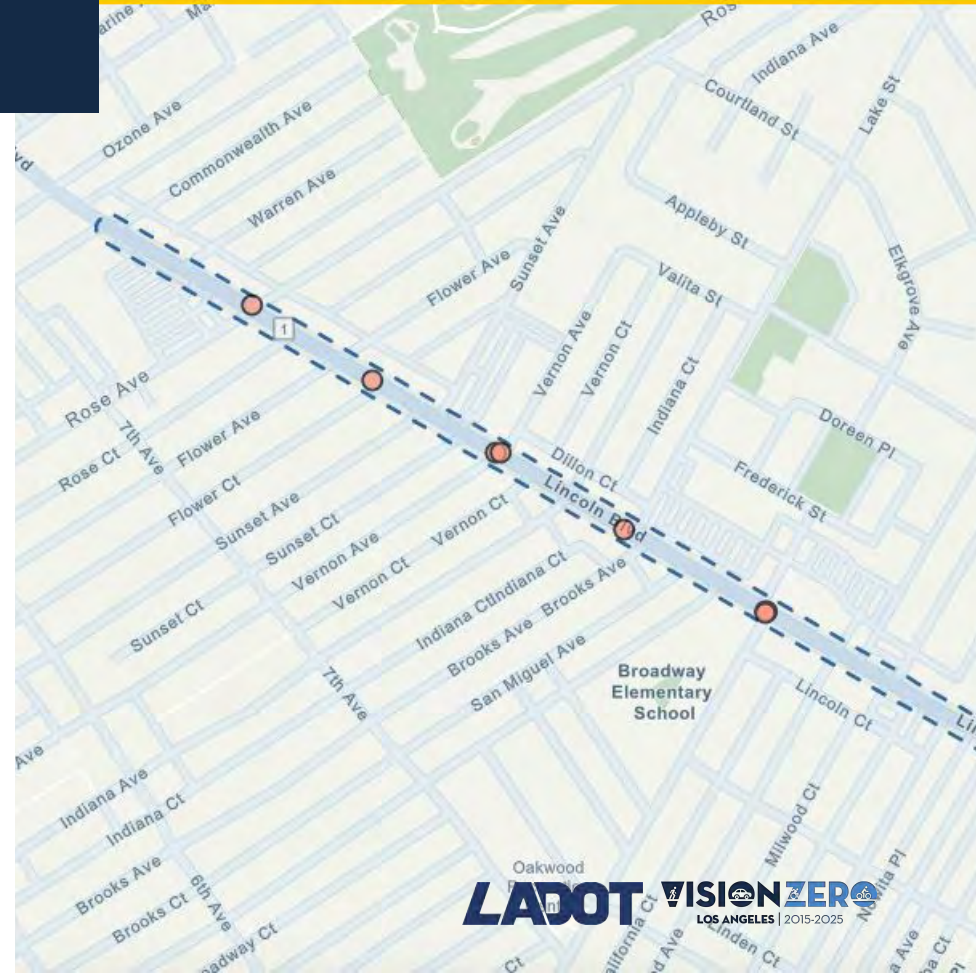 Ozone Ave
Commonwealth Ave
Warren Ave
Indiana Ave
Courtland St
Lake St
Appleby St
Elkgrove Ave
Sunset Ave
Flower Ave
Valita St
1
Vernon Ave
Vernon Ct
Indiana Ct
Rose Ave
7th Ave
Flower Ave
Rose Ct
Flower Ct
Doreen Pl
Frederick St
Dillon Ct
Lincoln Blvd
Sunset Ave
Sunset Ct
Vernon Ave
Vernon Ct
Vernon Ct
Sunset Ct
Indiana Ct
Indiana Ct
Brooks Ave
Brooks Ave
San Miguel Ave
7th Ave
Broadway
Elementary
School
Lincoln Ct
Ave
Indiana Ave
Indiana Ct
Milwood Ct
Brooks Ave
Brooks Ct
6th Ave
Oakwood
LADOT
VISION ZERO
LOS ANGELES | 2015-2025
Linden Ct
Ct